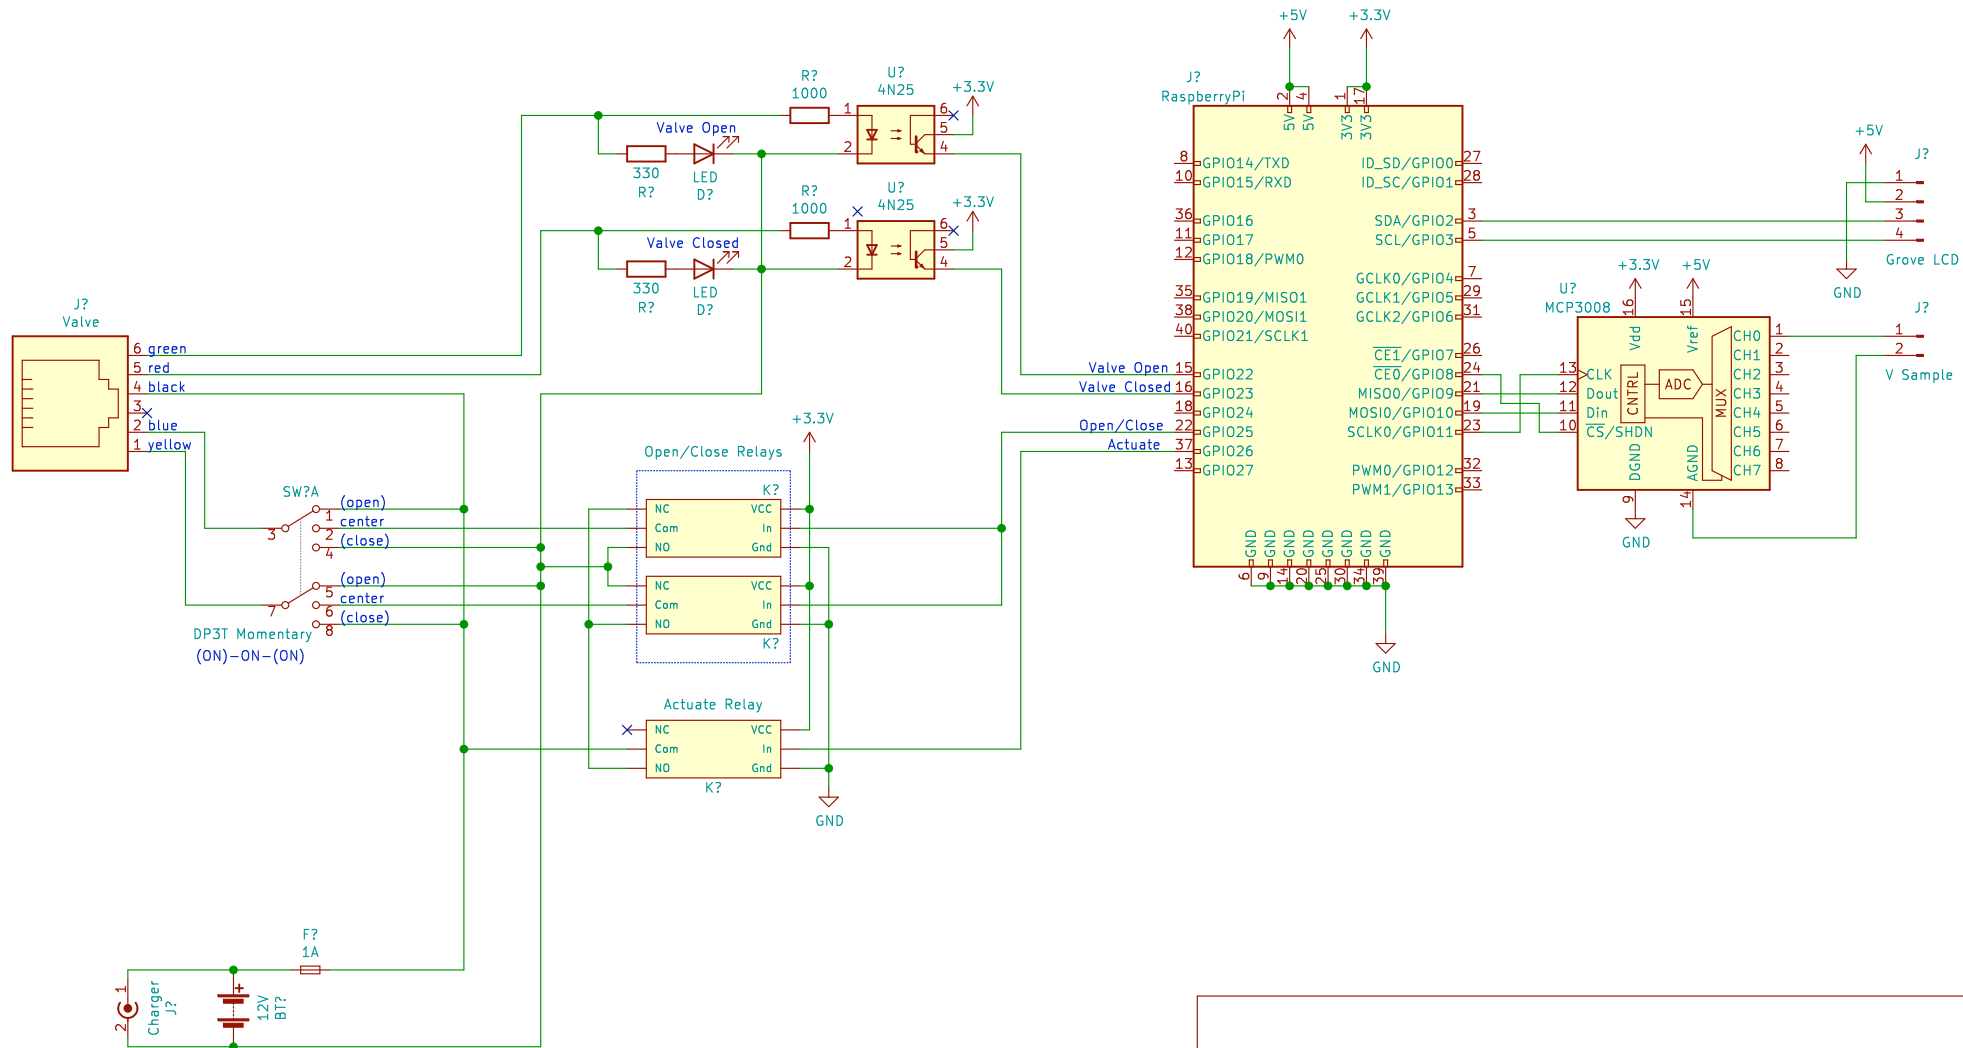 +5V
+3.3V
J?
RaspberryPi
2
4
1
17
5V
5V
3V3
3V3
8
GPIO14/TXD
10
GPIO15/RXD
36
GPIO16
11
GPIO17
12
GPIO18/PWM0
35
GPIO19/MISO1
38
GPIO20/MOSI1
40
GPIO21/SCLK1
Valve Open
15
GPIO22
Valve Closed
16
GPIO23
18
GPIO24
Open/Close
22
GPIO25
Actuate
37
GPIO26
13
GPIO27
ID_SD/GPIO0
27
ID_SC/GPIO1
28
SDA/GPIO2
3
SCL/GPIO3
5
GCLK0/GPIO4
7
GCLK1/GPIO5
29
GCLK2/GPIO6
31
CE1/GPIO7
26
CE0/GPIO8
24
MISO0/GPIO9
21
MOSI0/GPIO10
19
SCLK0/GPIO11
23
PWM0/GPIO12
32
PWM1/GPIO13
33
GND
GND
GND
GND
GND
GND
GND
GND
6
9
14
20
25
30
34
39
GND
R?
1000
U?
4N25
+3.3V
1
2
6
5
4
Valve Open
330
R?
LED
D?
R?
1000
U?
4N25
+3.3V
1
2
6
5
4
Valve Closed
330
R?
LED
D?
J?
Valve
6
green
5
red
4
black
3
2
blue
1
yellow
SW?A
(open)
1
center
3
2
(close)
4
(open)
5
center
7
6
(close)
8
DP3T Momentary
(ON)-ON-(ON)
+3.3V
Open/Close Relays
K?
NC
VCC
Com
In
NO
Gnd
NC
VCC
Com
In
NO
Gnd
K?
Actuate Relay
NC
VCC
Com
In
NO
Gnd
K?
GND
F?
1A
1
2
Charger
J?
+
12V
BT?
+5V
J?
1
2
3
4
Grove LCD
GND
+3.3V
+5V
U?
MCP3008
16
15
Vdd
Vref
13
CLK
12
Dout
11
Din
10
CS/SHDN
CNTRL
ADC
MUX
DGND
AGND
9
14
GND
CH0
1
CH1
2
CH2
3
CH3
4
CH4
5
CH5
6
CH6
7
CH7
8
J?
1
2
V Sample